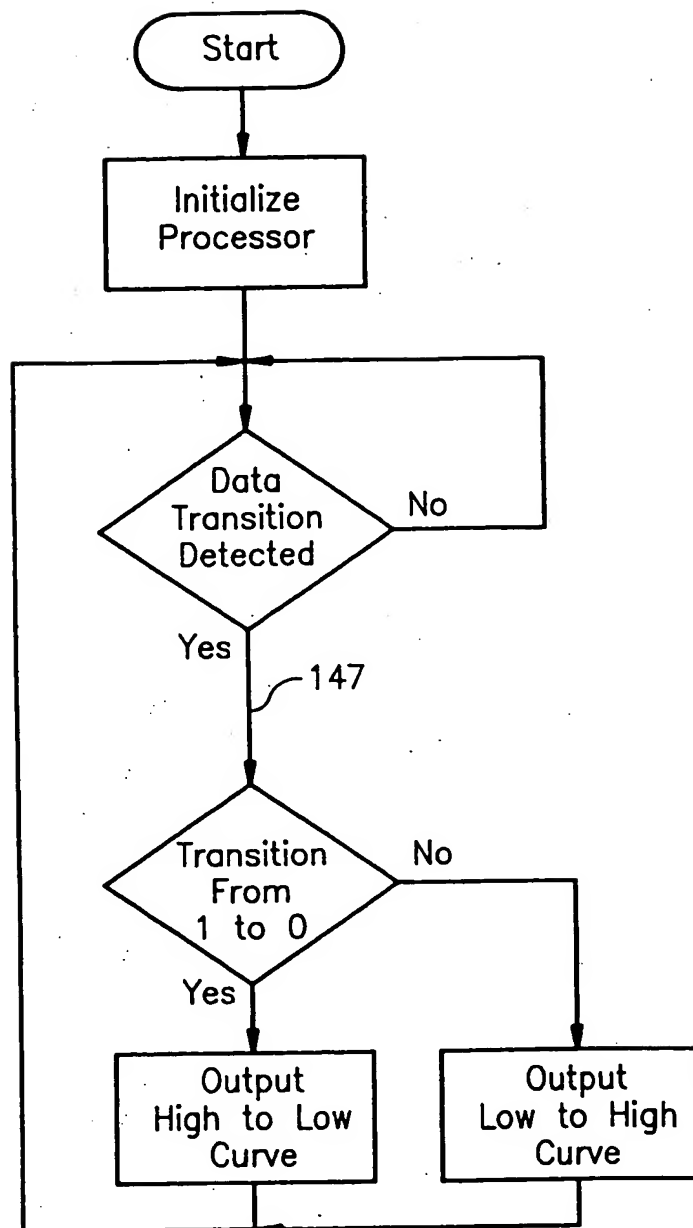 Start
Initialize
Processor
Data
Transition
Detected
No
Yes
147
Transition
From
1 to 0
No
Yes
Output
High to Low
Curve
Output
Low to High
Curve